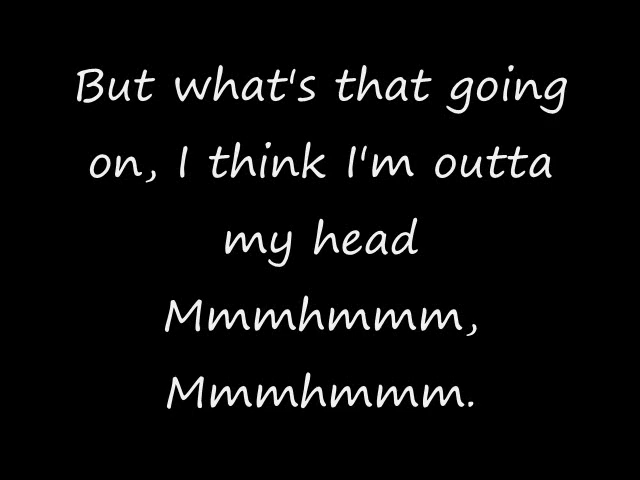 But what's that going
on, I think I'm outta
my head
Mmmhmmm,
Mmmhmmm.